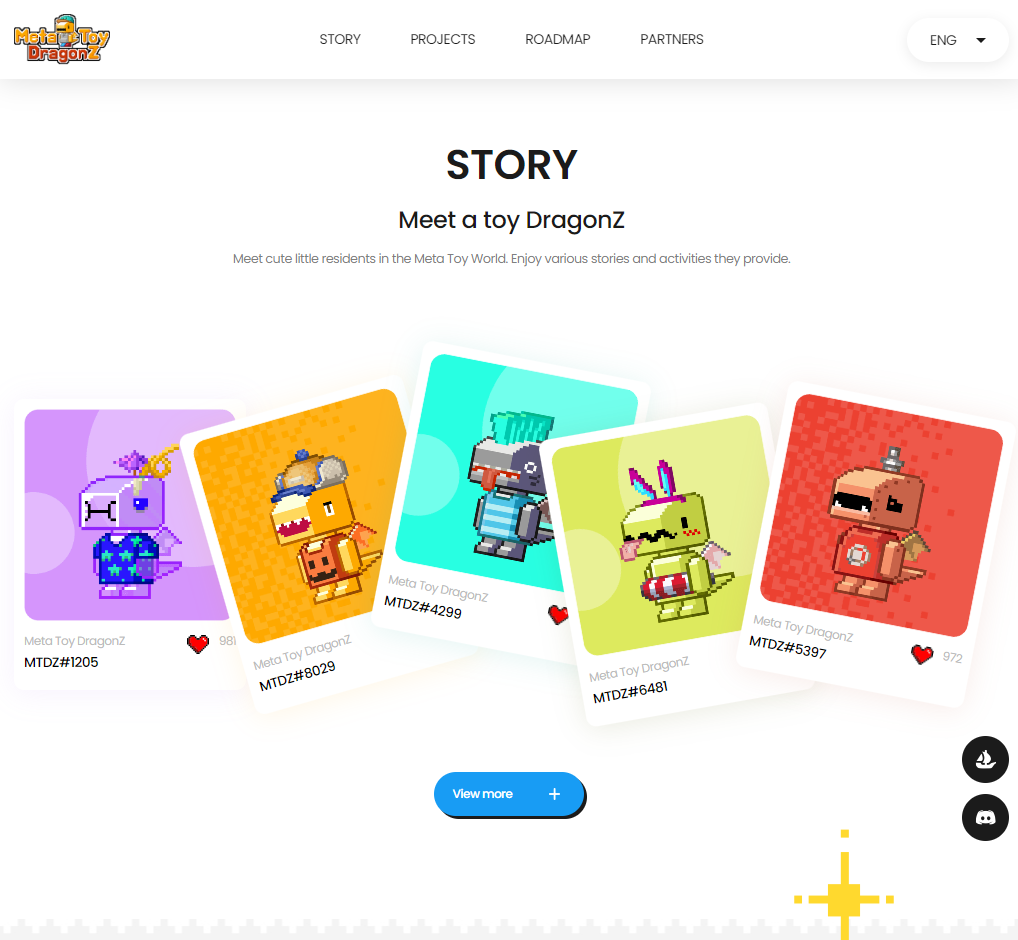 Meta Toy
DragonZ
STORY
PROJECTS
ROADMAP
PARTNERS
ENG
STORY
Meet a toy DragonZ
Meet cute little residents in the Meta Toy World. Enjoy various stories and activities they provide.
Meta Toy DragonZ
MTDZ#1205
981
Meta Toy DragonZ
MTDZ#8029
Meta Toy DragonZ
MTDZ#4299
Meta Toy DragonZ
MTDZ#6481
Meta Toy DragonZ
MTDZ#5397
972
View more +